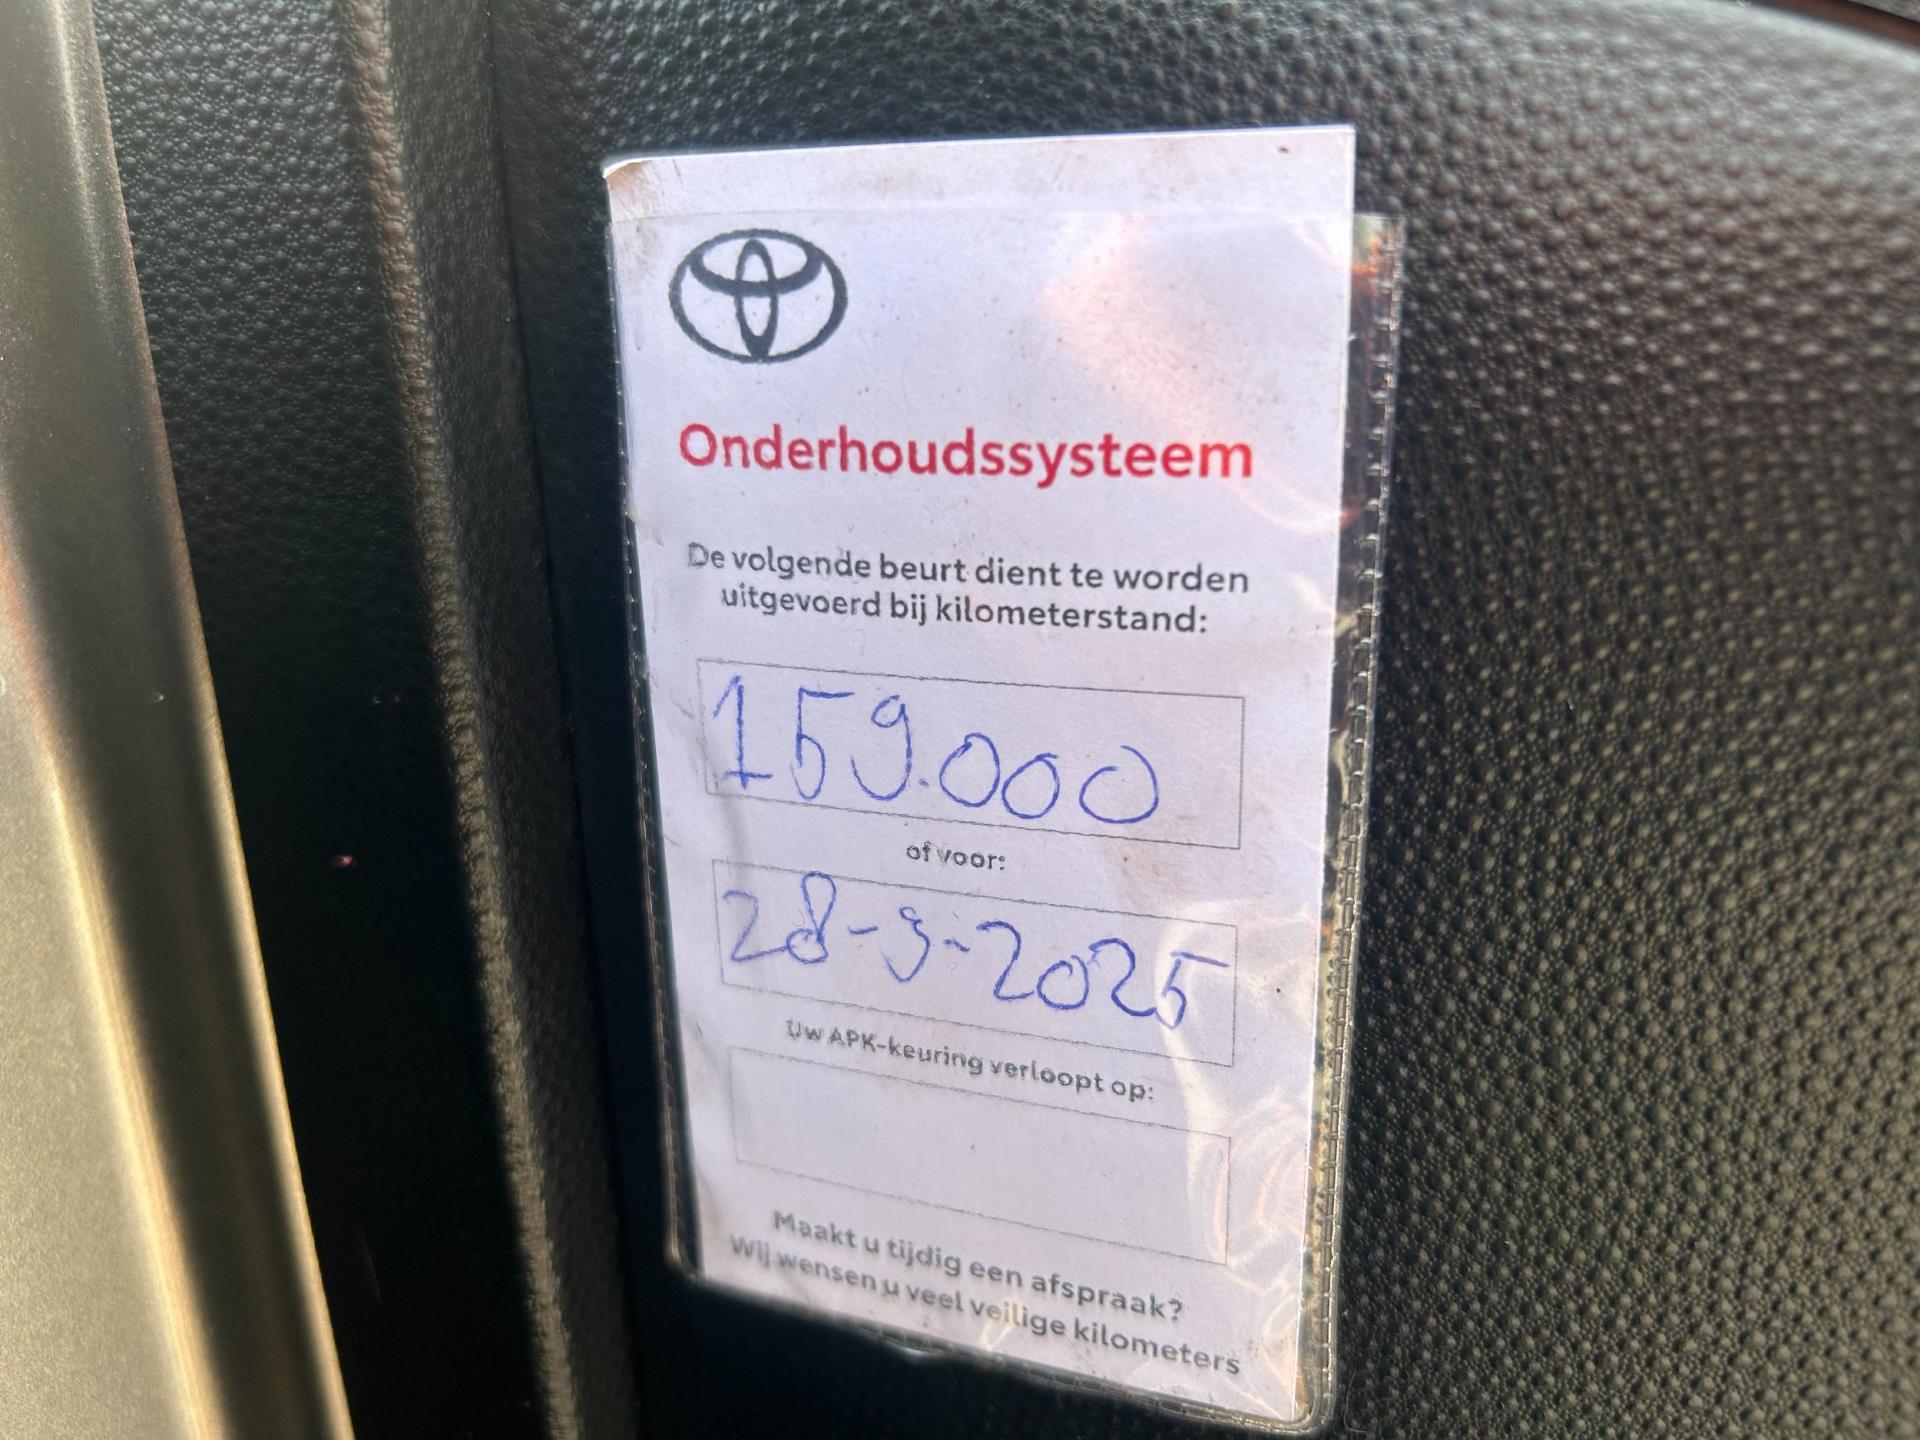 Onderhoudssysteem
De volgende beurt dient te worden
uitgevoerd bij kilometerstand:
159.000
of voor:
28-9-2025
Uw APK-keuring verloopt op:
Maakt u tijdig een afspraak?
Wij wensen u veel veilige kilometers